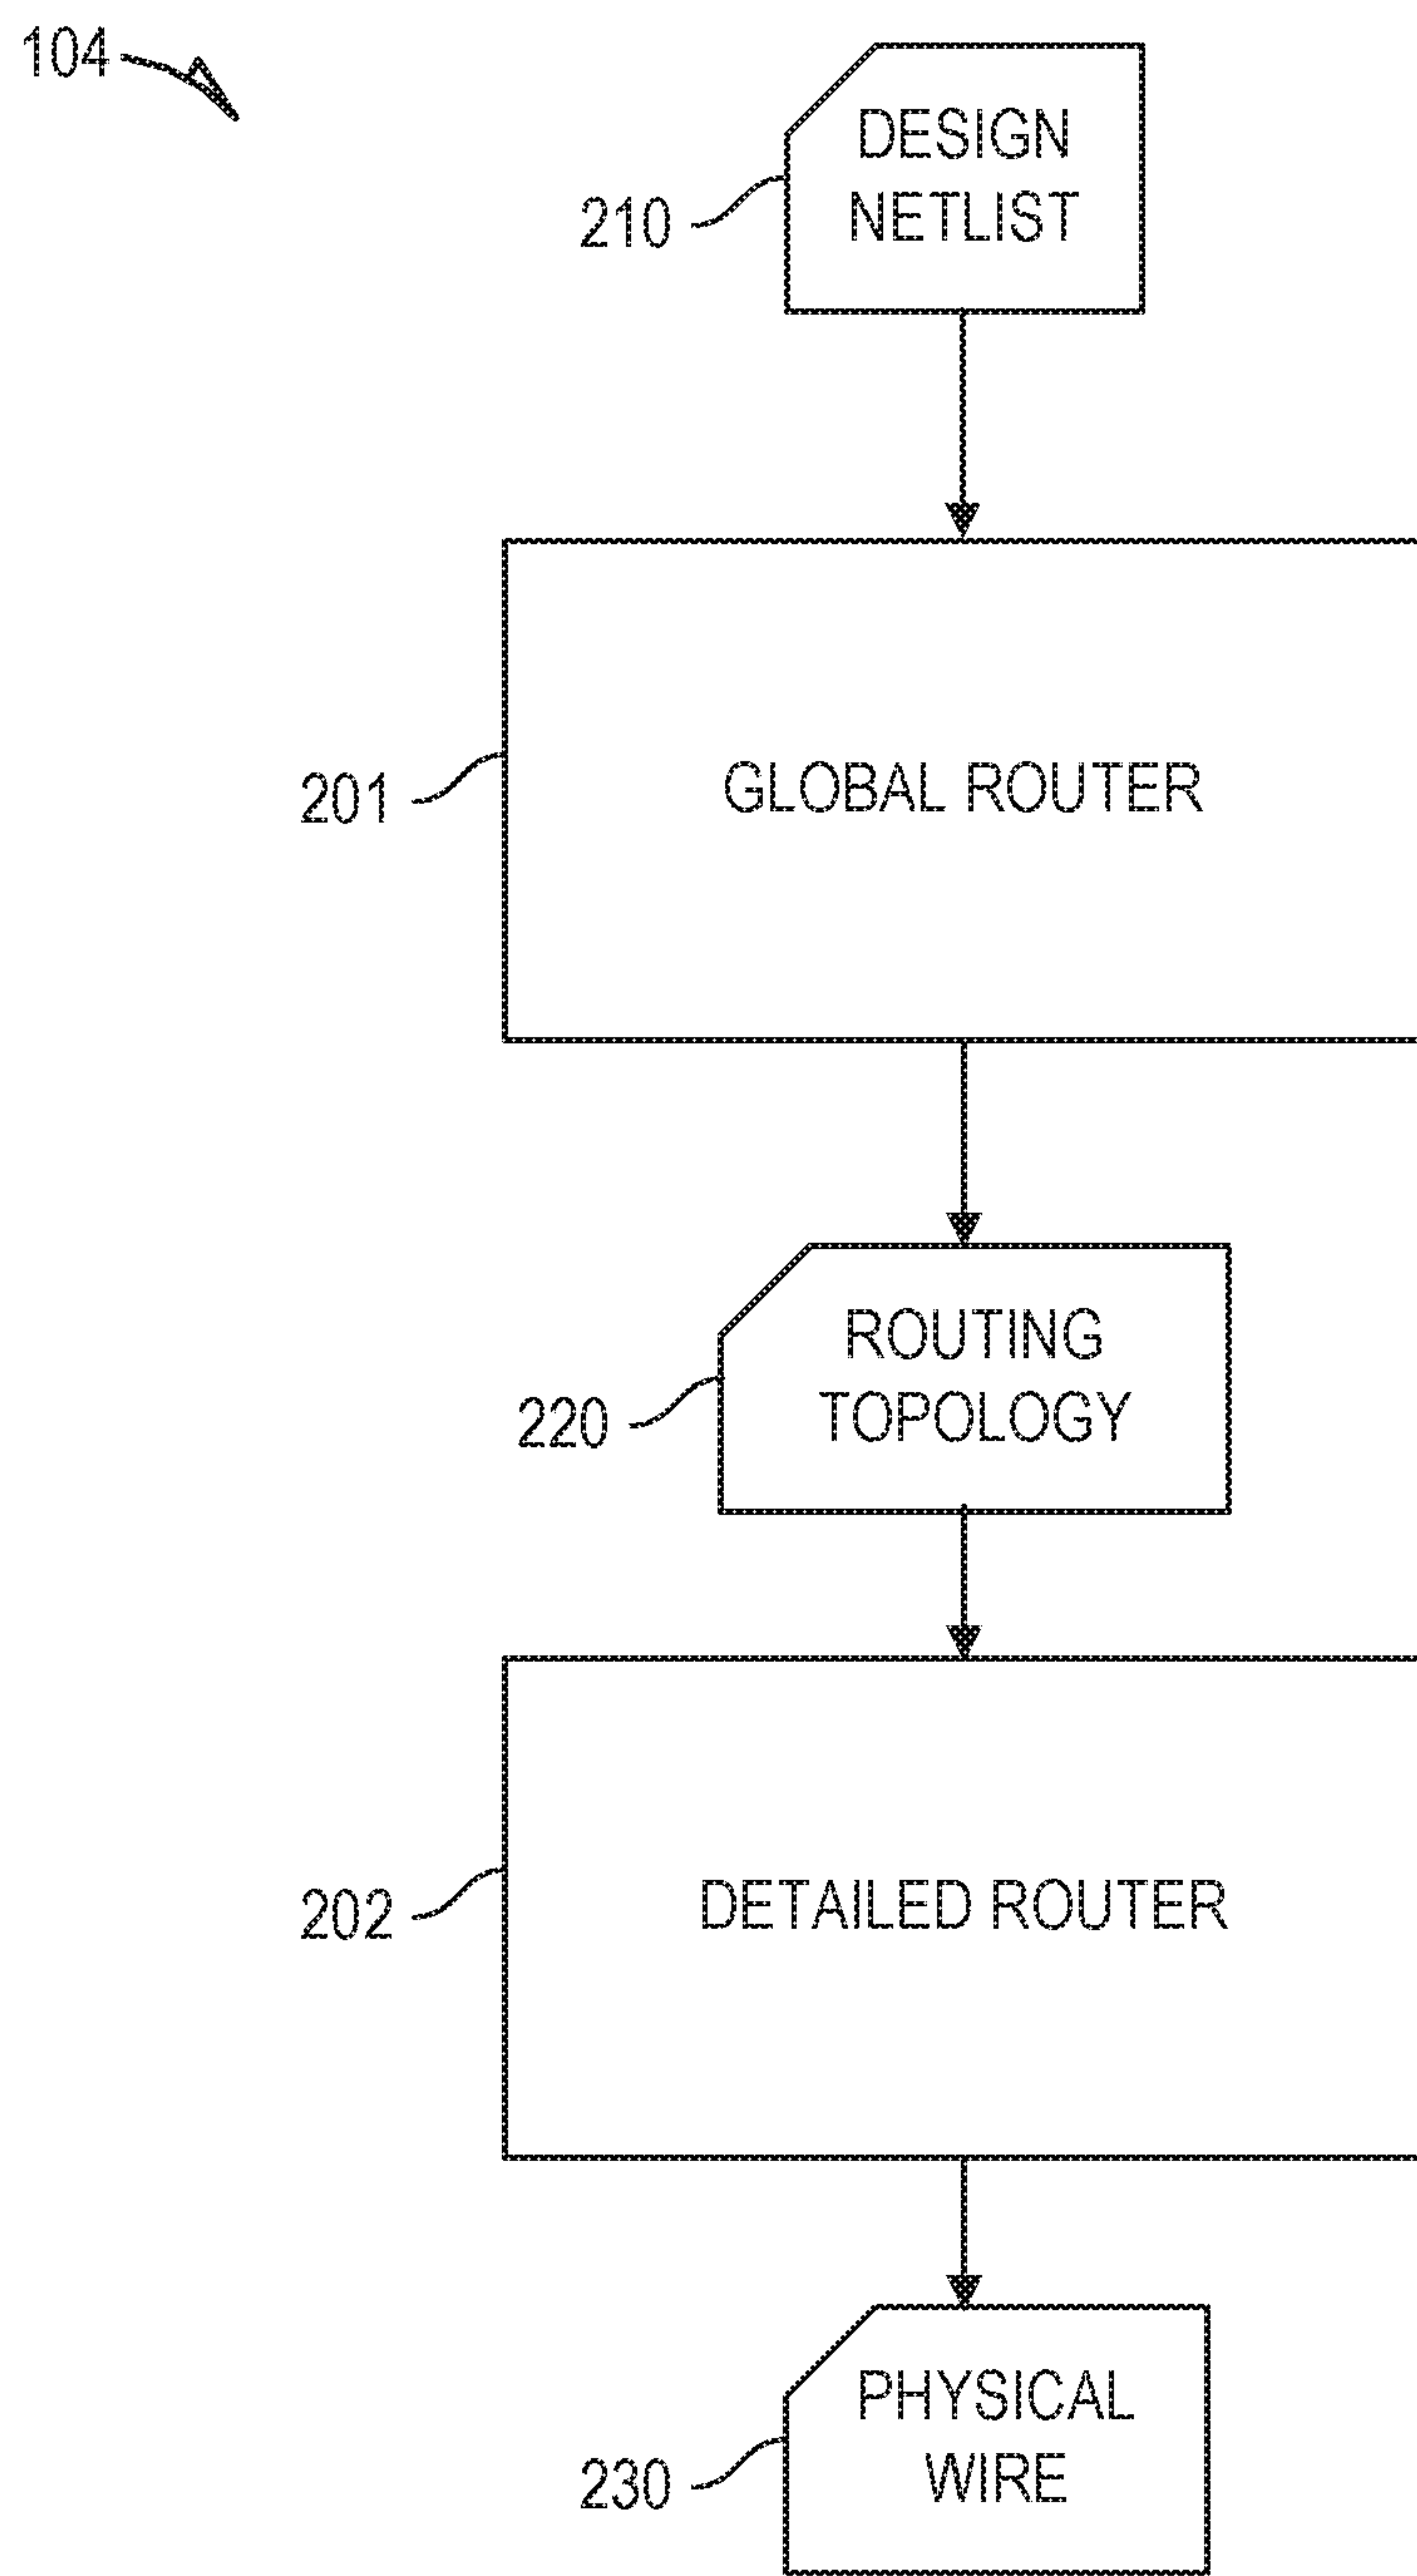 104
DESIGN
NETLIST
210
GLOBAL ROUTER
201
ROUTING
TOPOLOGY
220
DETAILED ROUTER
202
PHYSICAL
WIRE
230